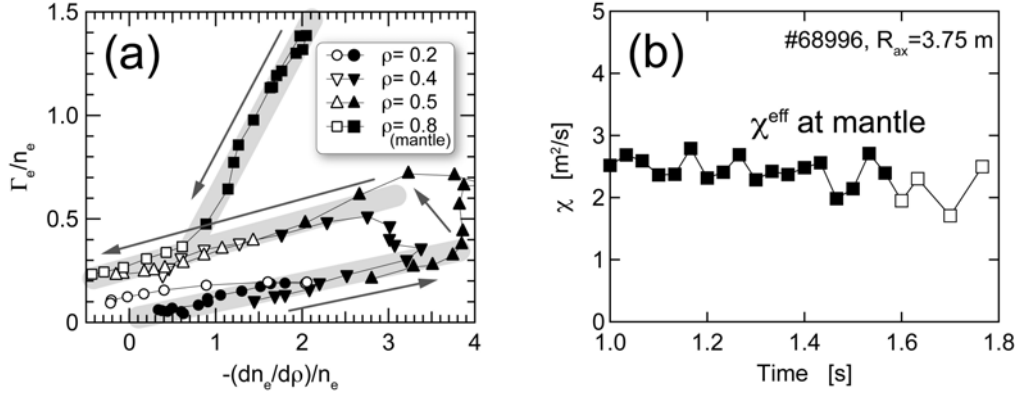 (a)
ρ= 0.2
ρ= 0.4
ρ= 0.5
ρ= 0.8
(mantle)
1.5
1.0
0.5
0
Γe/ne
0 1 2 3 4
-(dne/dρ)/ne
(b)
#68996, Rax=3.75 m
χeff at mantle
5
4
3
2
1
0
χ [m2/s]
1.0 1.2 1.4 1.6 1.8
Time [s]